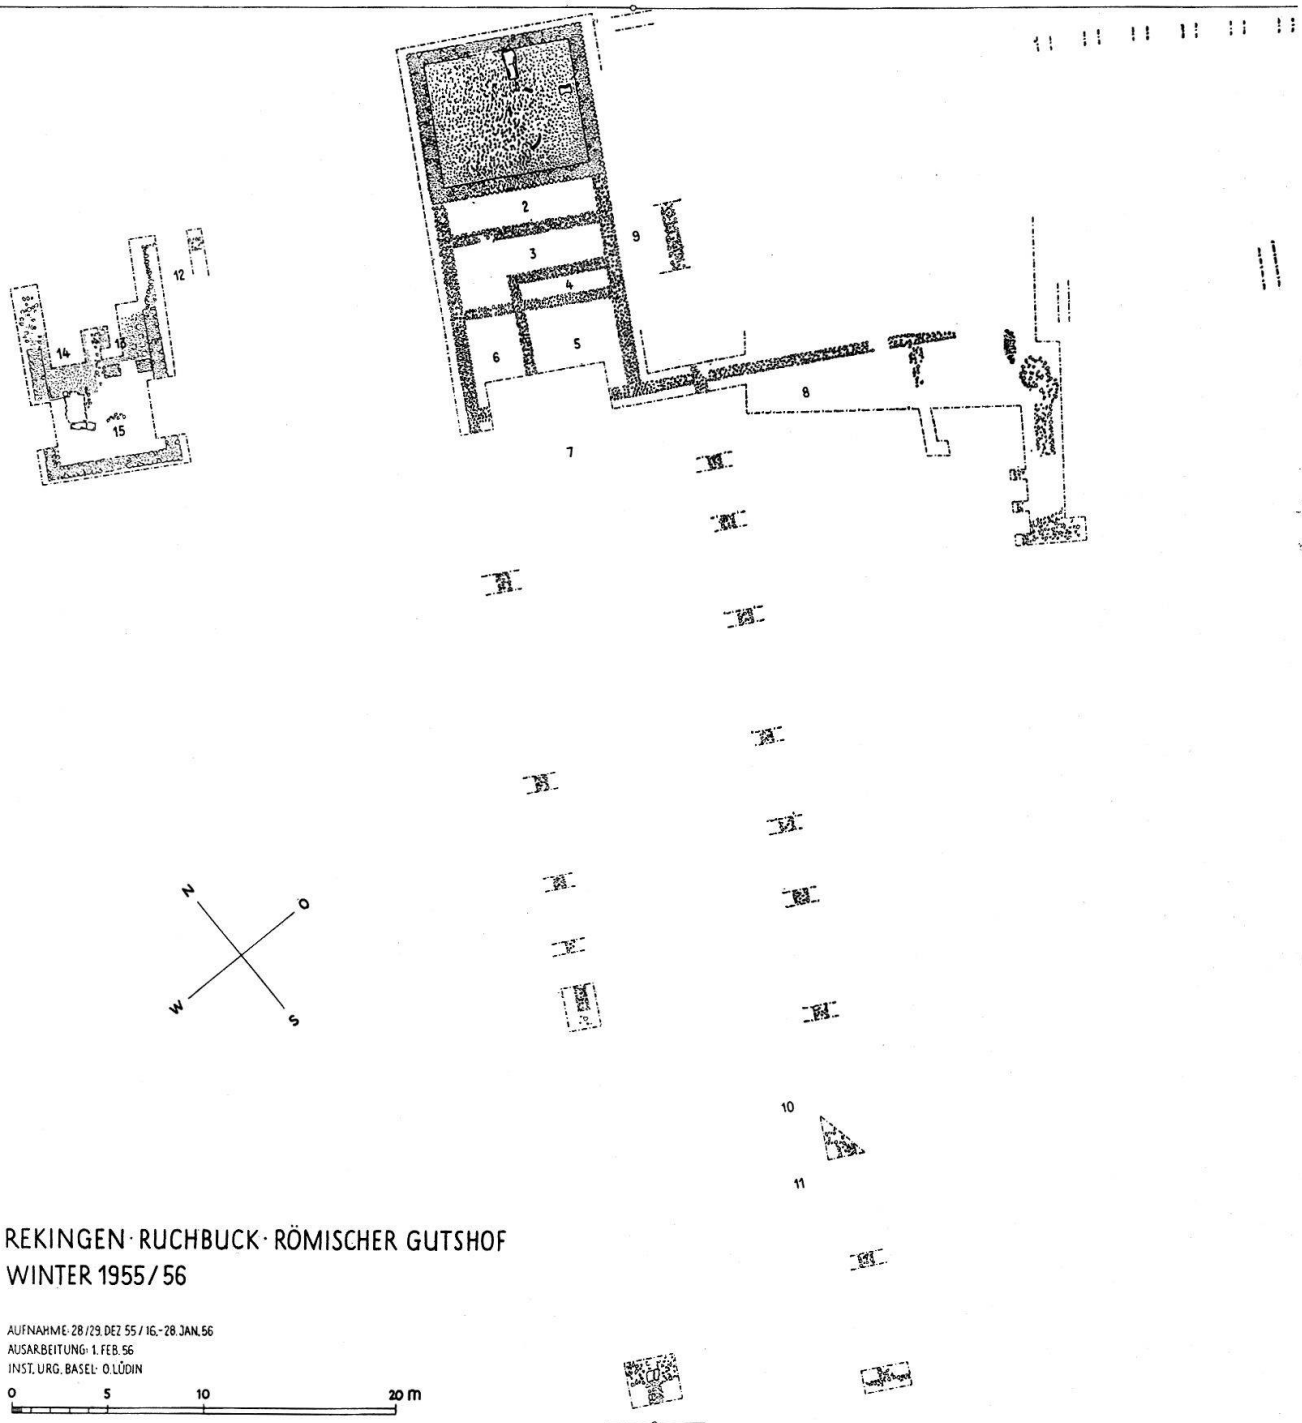 2
3
4
5
6
7
8
9
12
13
14
15
N
O
W
S
10
11
REKINGEN · RUCHBUCK · RÖMISCHER GUTSHOF
WINTER 1955/56
AUFNAHME: 28/29. DEZ 55 / 16.-28. JAN. 56
AUSARBEITUNG: 1. FEB. 56
INST. URG. BASEL: O. LÜDIN
0 5 10 20 m